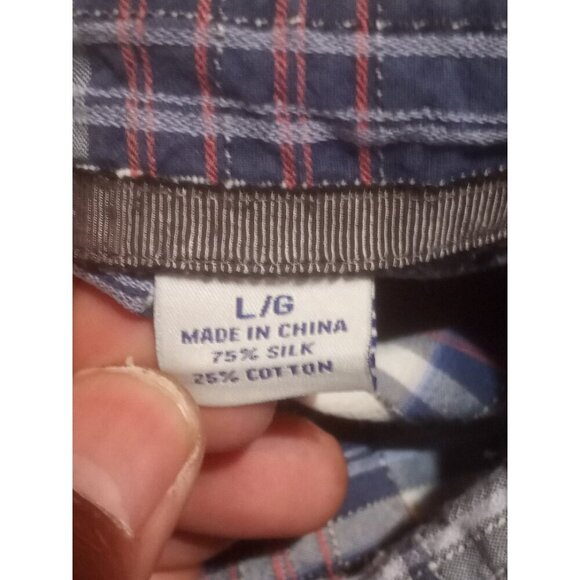 L/G
MADE IN CHINA
75% SILK
25% COTTON